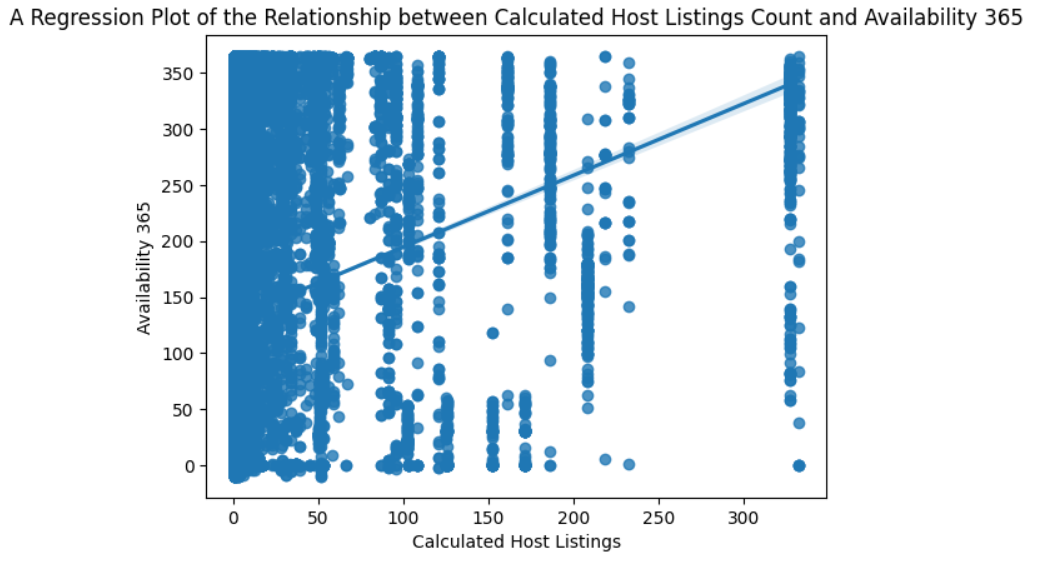 A Regression Plot of the Relationship between Calculated Host Listings Count and Availability 365
350
300
250
200
150
100
50
0
Availability 365
0 50 100 150 200 250 300
Calculated Host Listings